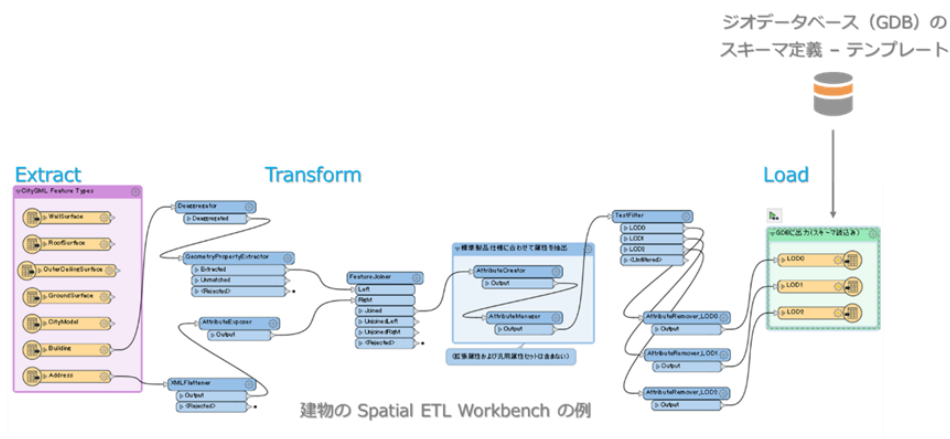 ジオデータベース（GDB）の
スキーマ定義 – テンプレート
Extract
Transform
Load
CityGML Feature Types
WallSurface
RoofSurface
OuterCeilingSurface
GroundSurface
CityModel
Building
Address
Deaggregator
Deaggregated
GeometryPropertyExtractor
Extracted
Unmatched
<Rejected>
AttributeExposer
Output
XMLFlattener
Output
<Rejected>
FeatureJoiner
Left
Right
Joined
UnjoinedLeft
UnjoinedRight
<Rejected>
標準製品仕様に合わせて属性を抽出
AttributeCreator
Output
AttributeManager
Output
(拡張属性および汎用属性セットは含まない)
TestFilter
LOD0
LOD1
LOD2
<Unfiltered>
AttributeRemover_LOD0
Output
AttributeRemover_LOD1
Output
AttributeRemover_LOD2
Output
GDBに出力(スキーマ読込み)
LOD0
LOD1
LOD2
建物の Spatial ETL Workbench の例